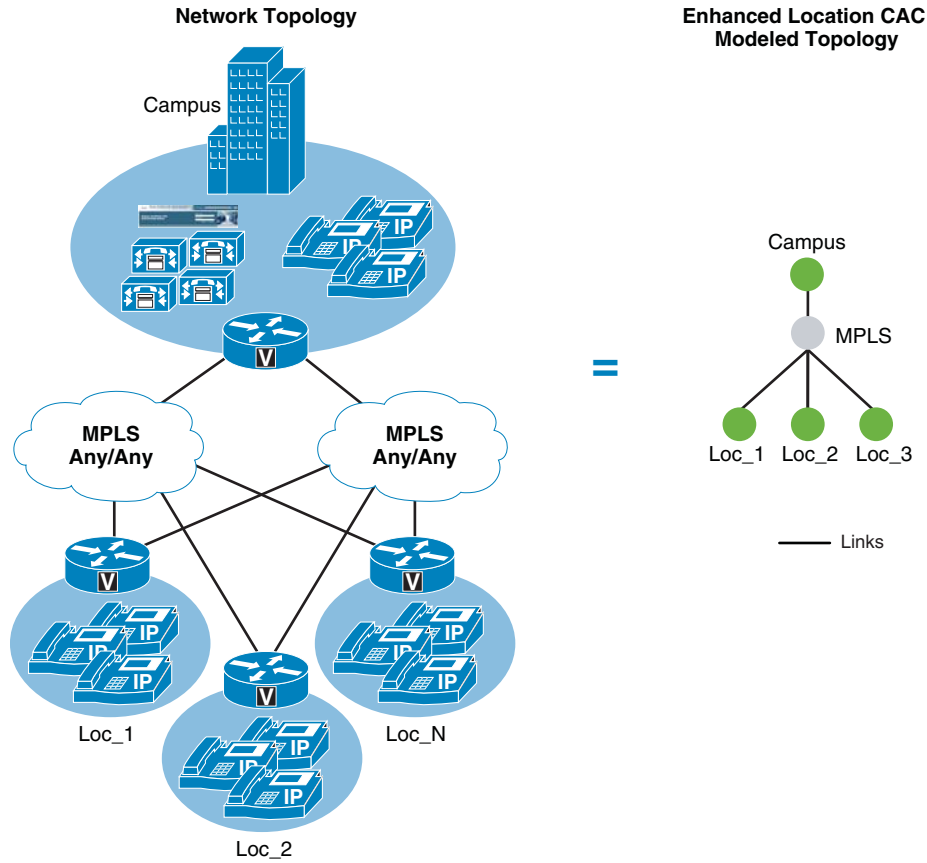 Network Topology
Enhanced Location CAC
Modeled Topology
Campus
IP
IP
IP
Campus
MPLS
V
=
MPLS
Any/Any
MPLS
Any/Any
Loc_1
Loc_2
Loc_3
Links
V
V
IP
IP
IP
IP
IP
IP
V
Loc_1
Loc_N
IP
IP
IP
Loc_2